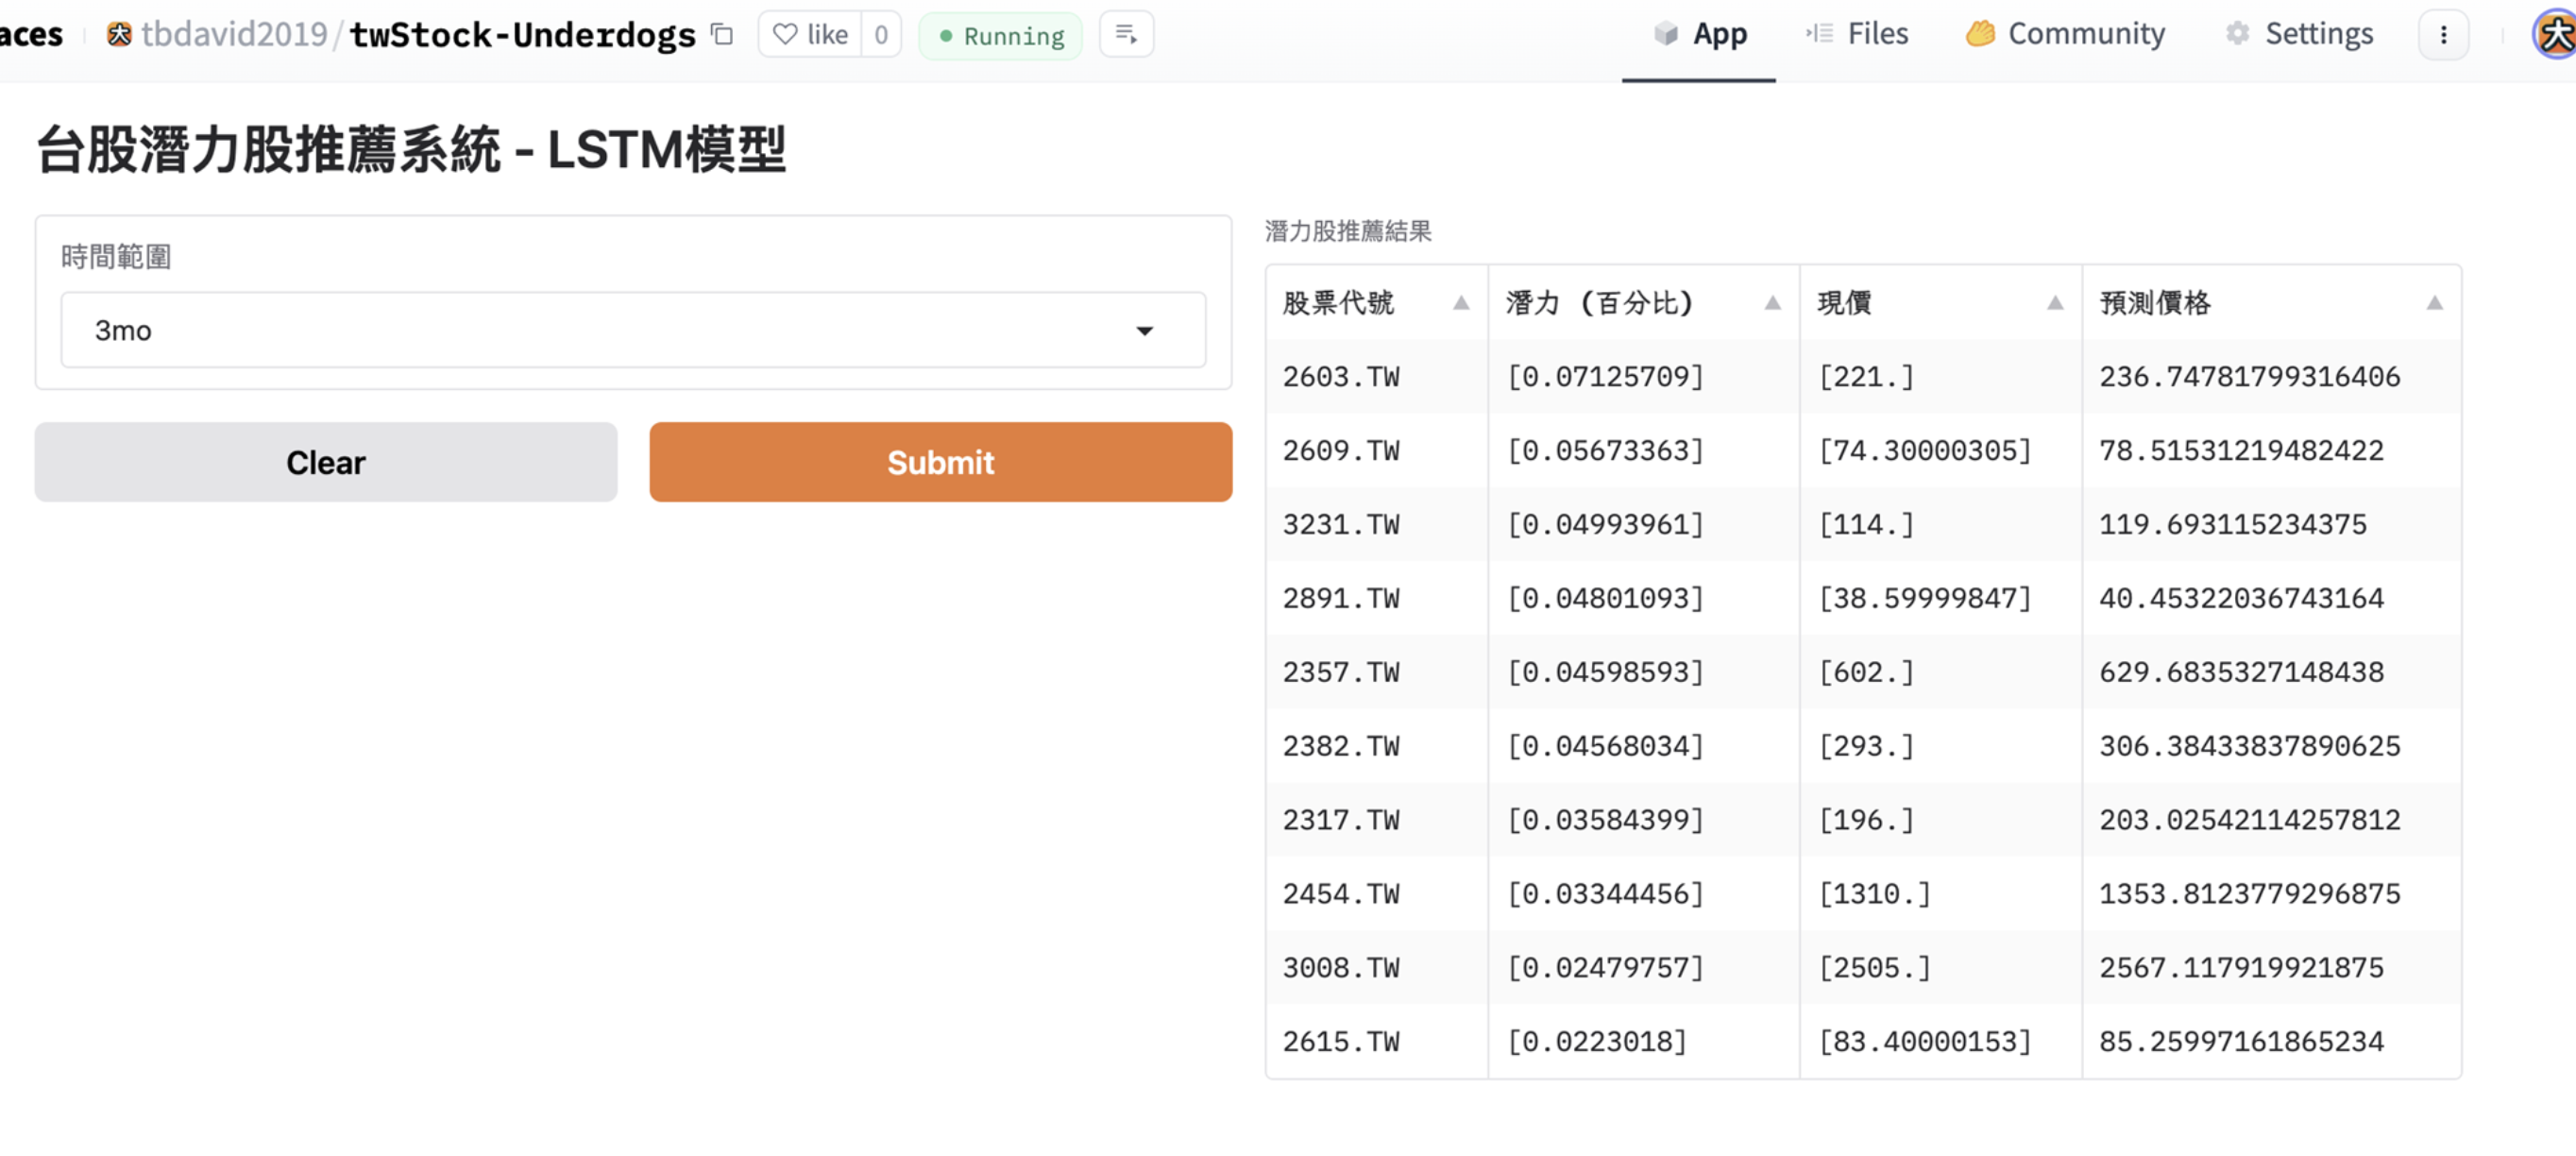 aces tbdavid2019/twStock-Underdogs like 0 Running App Files Community Settings
台股潛力股推薦系統 - LSTM模型
時間範圍
3mo
Clear Submit
潛力股推薦結果
股票代號 潛力 (百分比) 現價 預測價格
2603.TW [0.07125709] [221.] 236.74781799316406
2609.TW [0.05673363] [74.30000305] 78.51531219482422
3231.TW [0.04993961] [114.] 119.693115234375
2891.TW [0.04801093] [38.59999847] 40.45322036743164
2357.TW [0.04598593] [602.] 629.6835327148438
2382.TW [0.04568034] [293.] 306.38433837890625
2317.TW [0.03584399] [196.] 203.02542114257812
2454.TW [0.03344456] [1310.] 1353.8123779296875
3008.TW [0.02479757] [2505.] 2567.117919921875
2615.TW [0.0223018] [83.40000153] 85.25997161865234